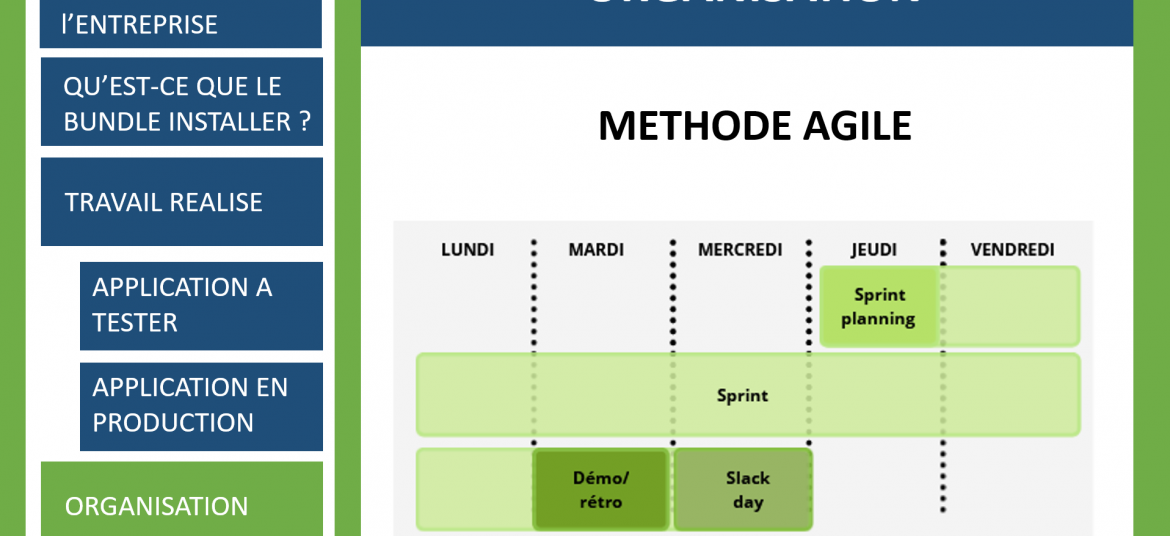 l’ENTREPRISE
QU’EST-CE QUE LE
BUNDLE INSTALLER ?
TRAVAIL REALISE
APPLICATION A
TESTER
APPLICATION EN
PRODUCTION
ORGANISATION
ORGANISATION
METHODE AGILE
LUNDI MARDI MERCREDI JEUDI VENDREDI
Sprint
planning
Sprint
Démo/
rétro
Slack
day